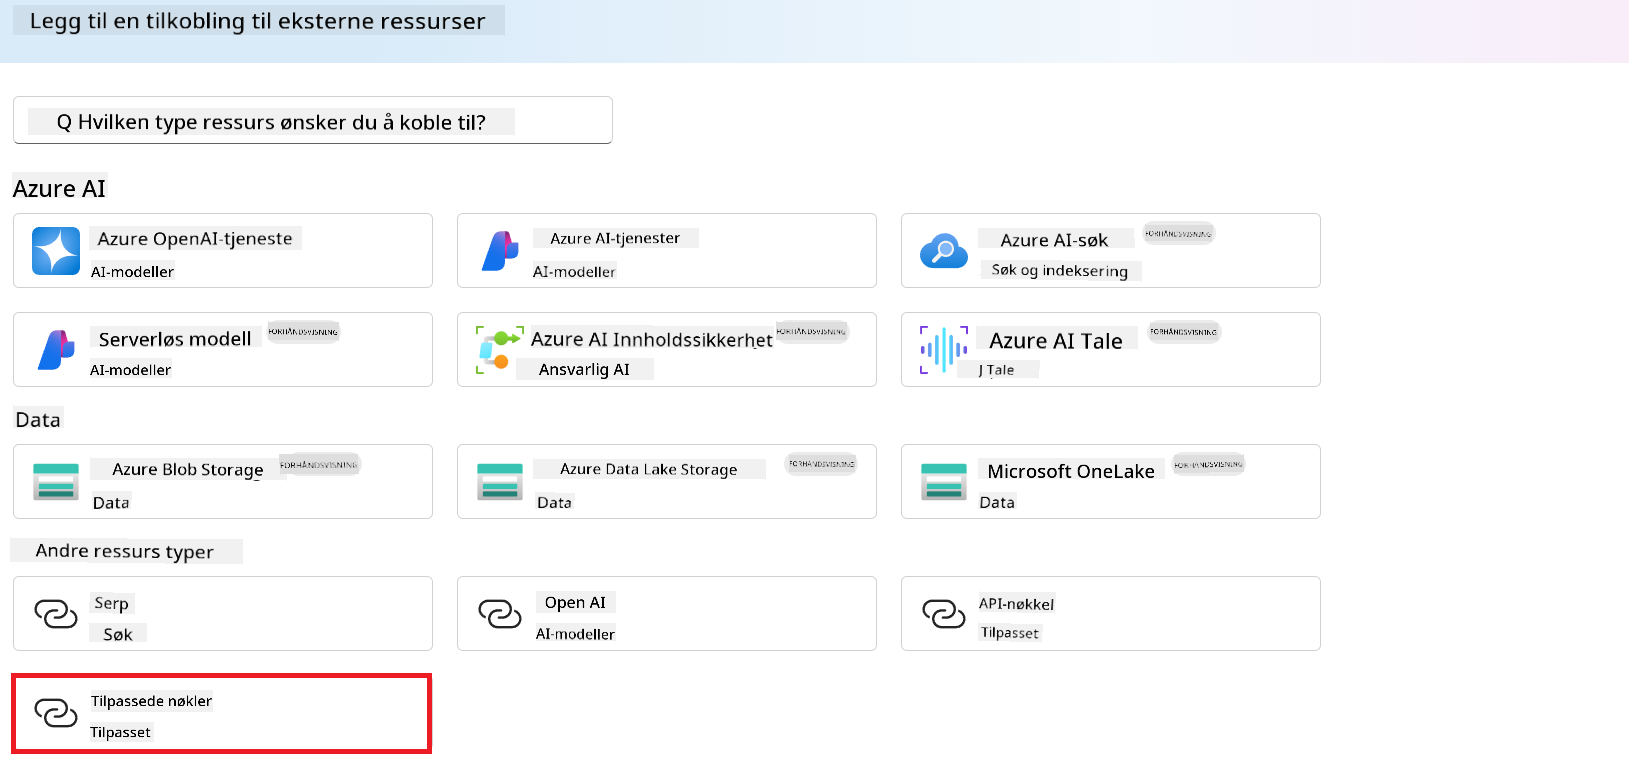 Legg til en tilkobling til eksterne ressurser
Q Hvilken type ressurs ønsker du å koble til?
Azure AI
Azure OpenAI-tjeneste
AI-modeller
Azure AI-tjenester
AI-modeller
Azure AI-søk
FORHÅNDSVISNING
Søk og indeksering
Serverløs modell
FORHÅNDSVISNING
AI-modeller
Azure AI Innholdssikkerhet
FORHÅNDSVISNING
Ansvarlig AI
Azure AI Tale
FORHÅNDSVISNING
J Tale
Data
Azure Blob Storage
FORHÅNDSVISNING
Data
Azure Data Lake Storage
FORHÅNDSVISNING
Data
Microsoft OneLake
FORHÅNDSVISNING
Data
Andre ressurs typer
Serp
Søk
Open AI
AI-modeller
API-nøkkel
Tilpasset
Tilpassede nøkler
Tilpasset